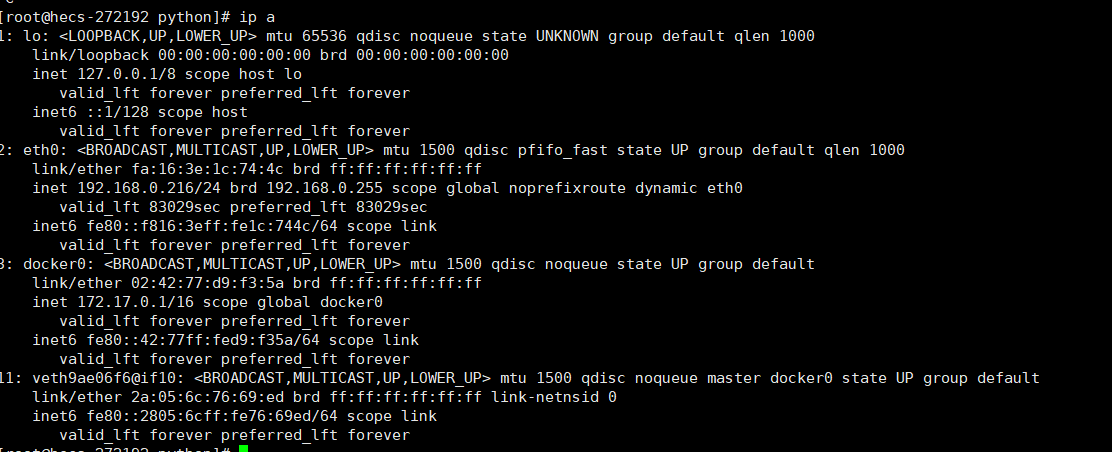 [root@hecs-272192 python]# ip a
1: lo: <LOOPBACK,UP,LOWER_UP> mtu 65536 qdisc noqueue state UNKNOWN group default qlen 1000
link/loopback 00:00:00:00:00:00 brd 00:00:00:00:00:00
inet 127.0.0.1/8 scope host lo
valid_lft forever preferred_lft forever
inet6 ::1/128 scope host
valid_lft forever preferred_lft forever
2: eth0: <BROADCAST,MULTICAST,UP,LOWER_UP> mtu 1500 qdisc pfifo_fast state UP group default qlen 1000
link/ether fa:16:3e:1c:74:4c brd ff:ff:ff:ff:ff:ff
inet 192.168.0.216/24 brd 192.168.0.255 scope global noprefixroute dynamic eth0
valid_lft 83029sec preferred_lft 83029sec
inet6 fe80::f816:3eff:fe1c:744c/64 scope link
valid_lft forever preferred_lft forever
3: docker0: <BROADCAST,MULTICAST,UP,LOWER_UP> mtu 1500 qdisc noqueue state UP group default
link/ether 02:42:77:d9:f3:5a brd ff:ff:ff:ff:ff:ff
inet 172.17.0.1/16 scope global docker0
valid_lft forever preferred_lft forever
inet6 fe80::42:77ff:fed9:f35a/64 scope link
valid_lft forever preferred_lft forever
11: veth9ae06f6@if10: <BROADCAST,MULTICAST,UP,LOWER_UP> mtu 1500 qdisc noqueue master docker0 state UP group default
link/ether 2a:05:6c:76:69:ed brd ff:ff:ff:ff:ff:ff link-netnsid 0
inet6 fe80::2805:6cff:fe76:69ed/64 scope link
valid_lft forever preferred_lft forever
[root@hecs-272192 python]#